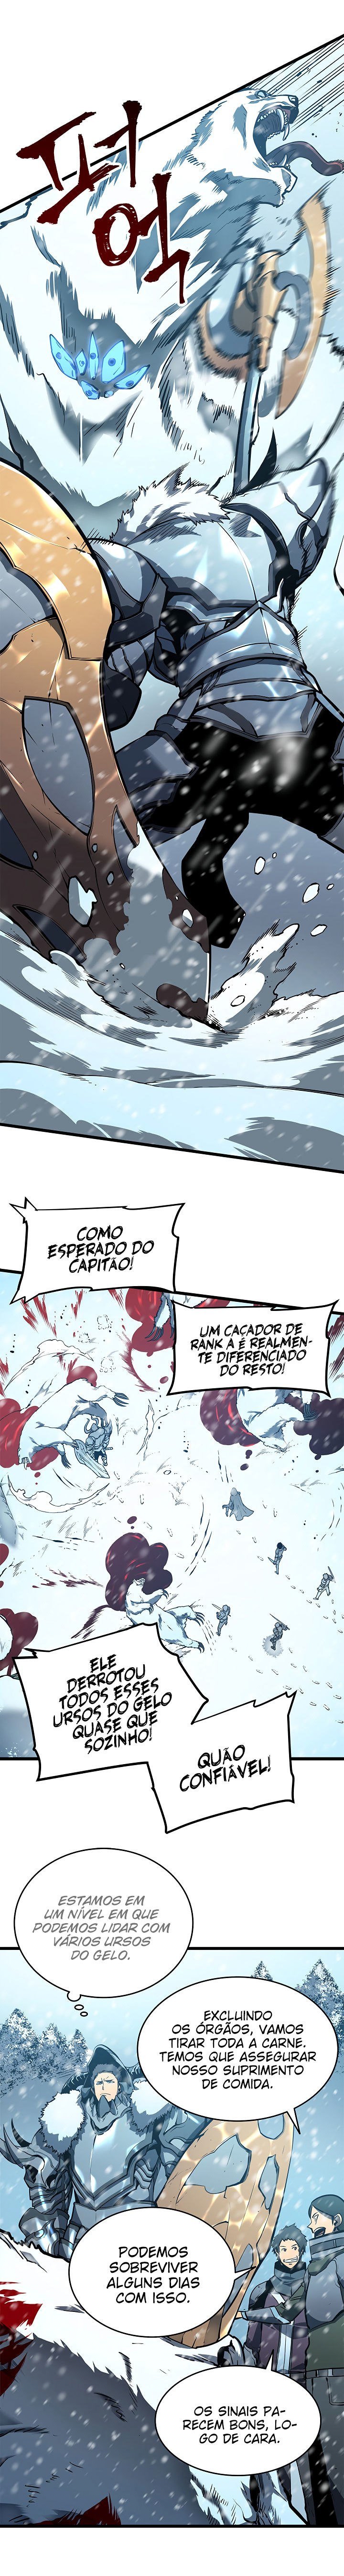 퍼억
COMO
ESPERADO DO
CAPITÃO!
UM CAÇADOR DE
RANK A É REALMEN-
TE DIFERENCIADO
DO RESTO!
ELE
DERROTOU
TODOS ESSES
URSOS DO GELO
QUASE QUE
SOZINHO!
QUÃO
CONFIÁVEL!
ESTAMOS EM
UM NÍVEL EM QUE
PODEMOS LIDAR COM
VÁRIOS URSOS
DO GELO.
EXCLUINDO
OS ÓRGÃOS, VAMOS
TIRAR TODA A CARNE.
TEMOS QUE ASSEGURAR
NOSSO SUPRIMENTO
DE COMIDA.
PODEMOS
SOBREVIVER
ALGUNS DIAS
COM ISSO.
OS SINAIS PA-
RECEM BONS, LO-
GO DE CARA.